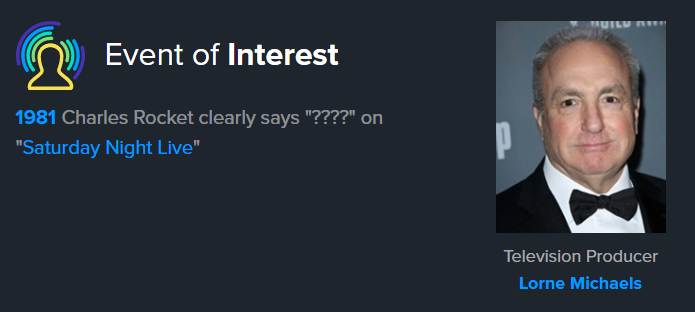 Event of Interest
1981 Charles Rocket clearly says "????" on
"Saturday Night Live"
Television Producer
Lorne Michaels